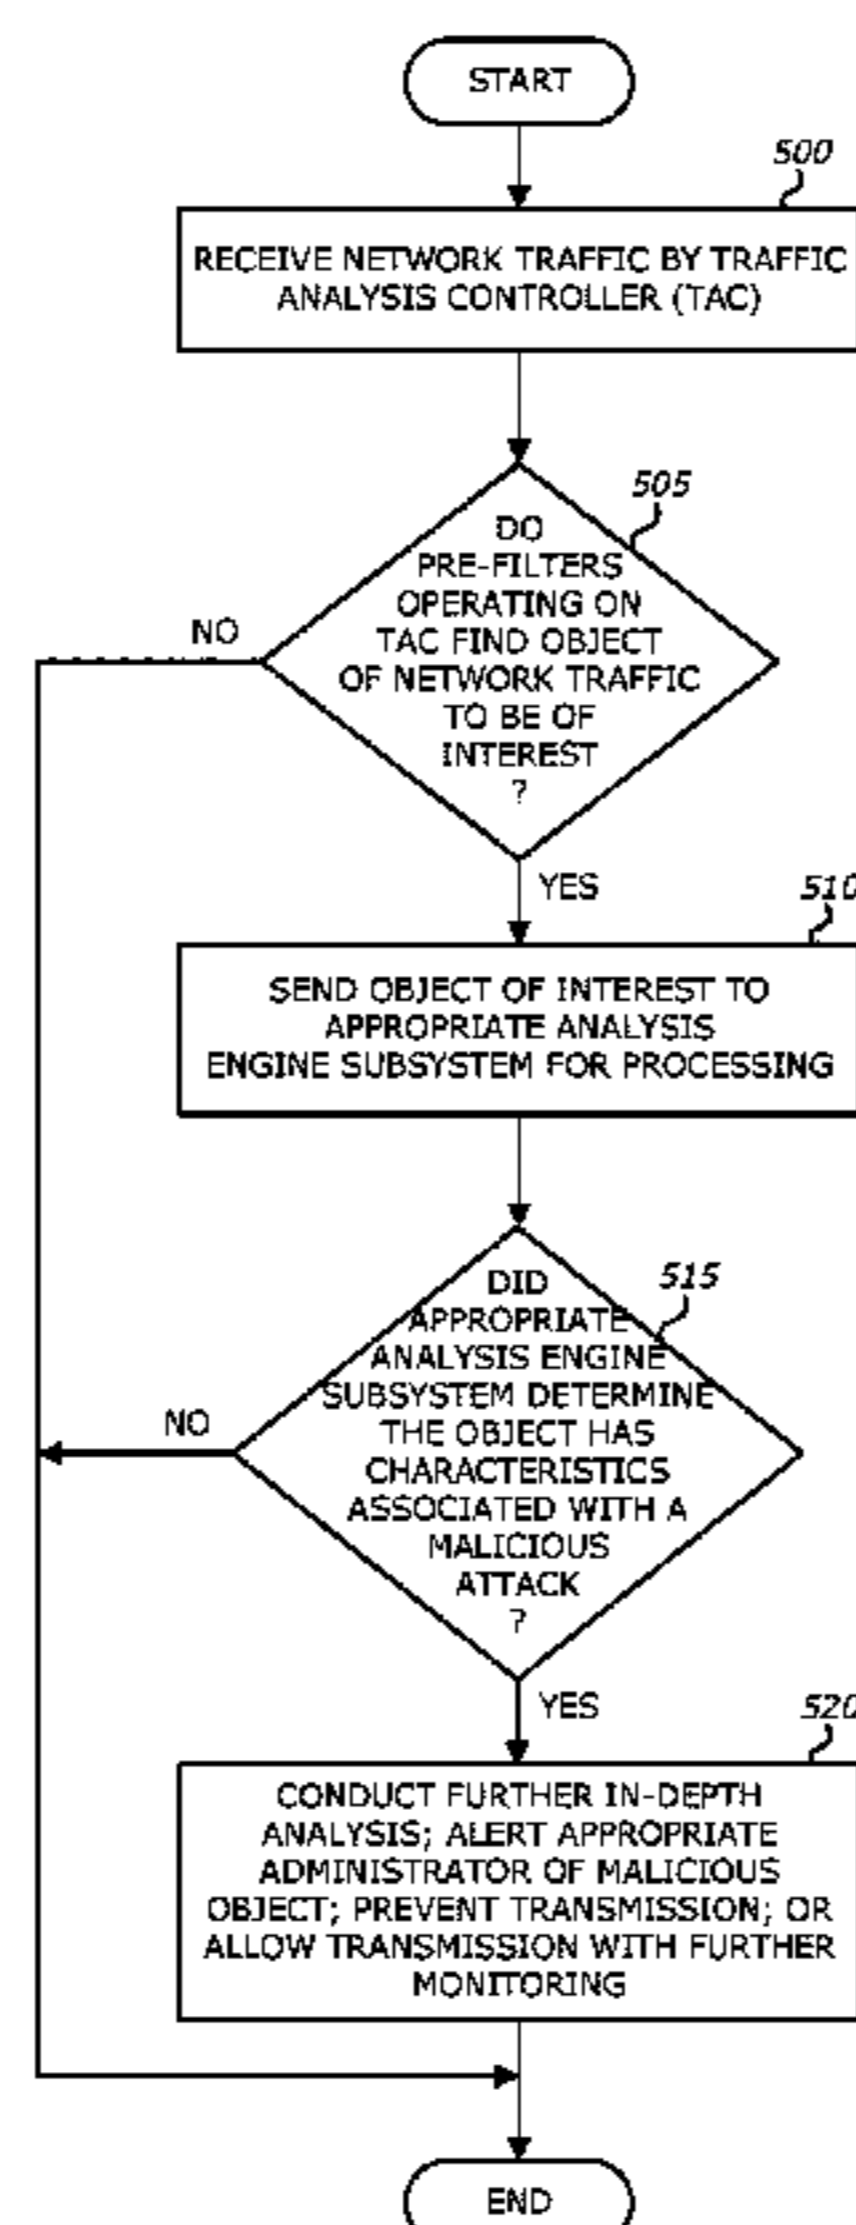 START
500
RECEIVE NETWORK TRAFFIC BY TRAFFIC
ANALYSIS CONTROLLER (TAC)
505
DO
PRE-FILTERS
OPERATING ON
TAC FIND OBJECT
OF NETWORK TRAFFIC
TO BE OF
INTEREST
?
NO
YES
510
SEND OBJECT OF INTEREST TO
APPROPRIATE ANALYSIS
ENGINE SUBSYSTEM FOR PROCESSING
515
DID
APPROPRIATE
ANALYSIS ENGINE
SUBSYSTEM DETERMINE
THE OBJECT HAS
CHARACTERISTICS
ASSOCIATED WITH A
MALICIOUS
ATTACK
?
NO
YES
520
CONDUCT FURTHER IN-DEPTH
ANALYSIS; ALERT APPROPRIATE
ADMINISTRATOR OF MALICIOUS
OBJECT; PREVENT TRANSMISSION; OR
ALLOW TRANSMISSION WITH FURTHER
MONITORING
END